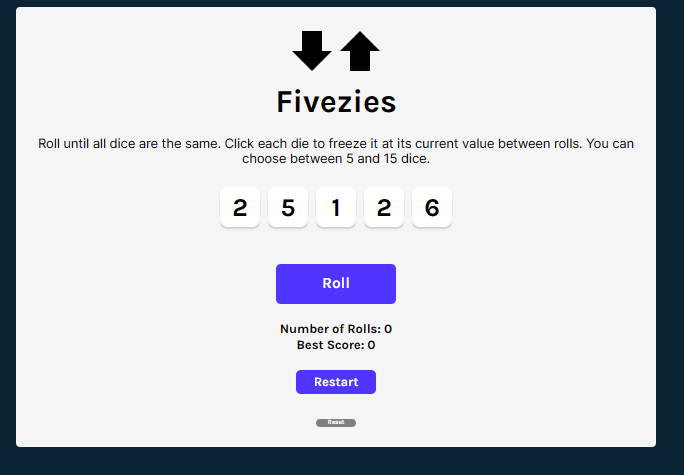 Fivezies
Roll until all dice are the same. Click each die to freeze it at its current value between rolls. You can
choose between 5 and 15 dice.
2 5 1 2 6
Roll
Number of Rolls: 0
Best Score: 0
Restart
Reset